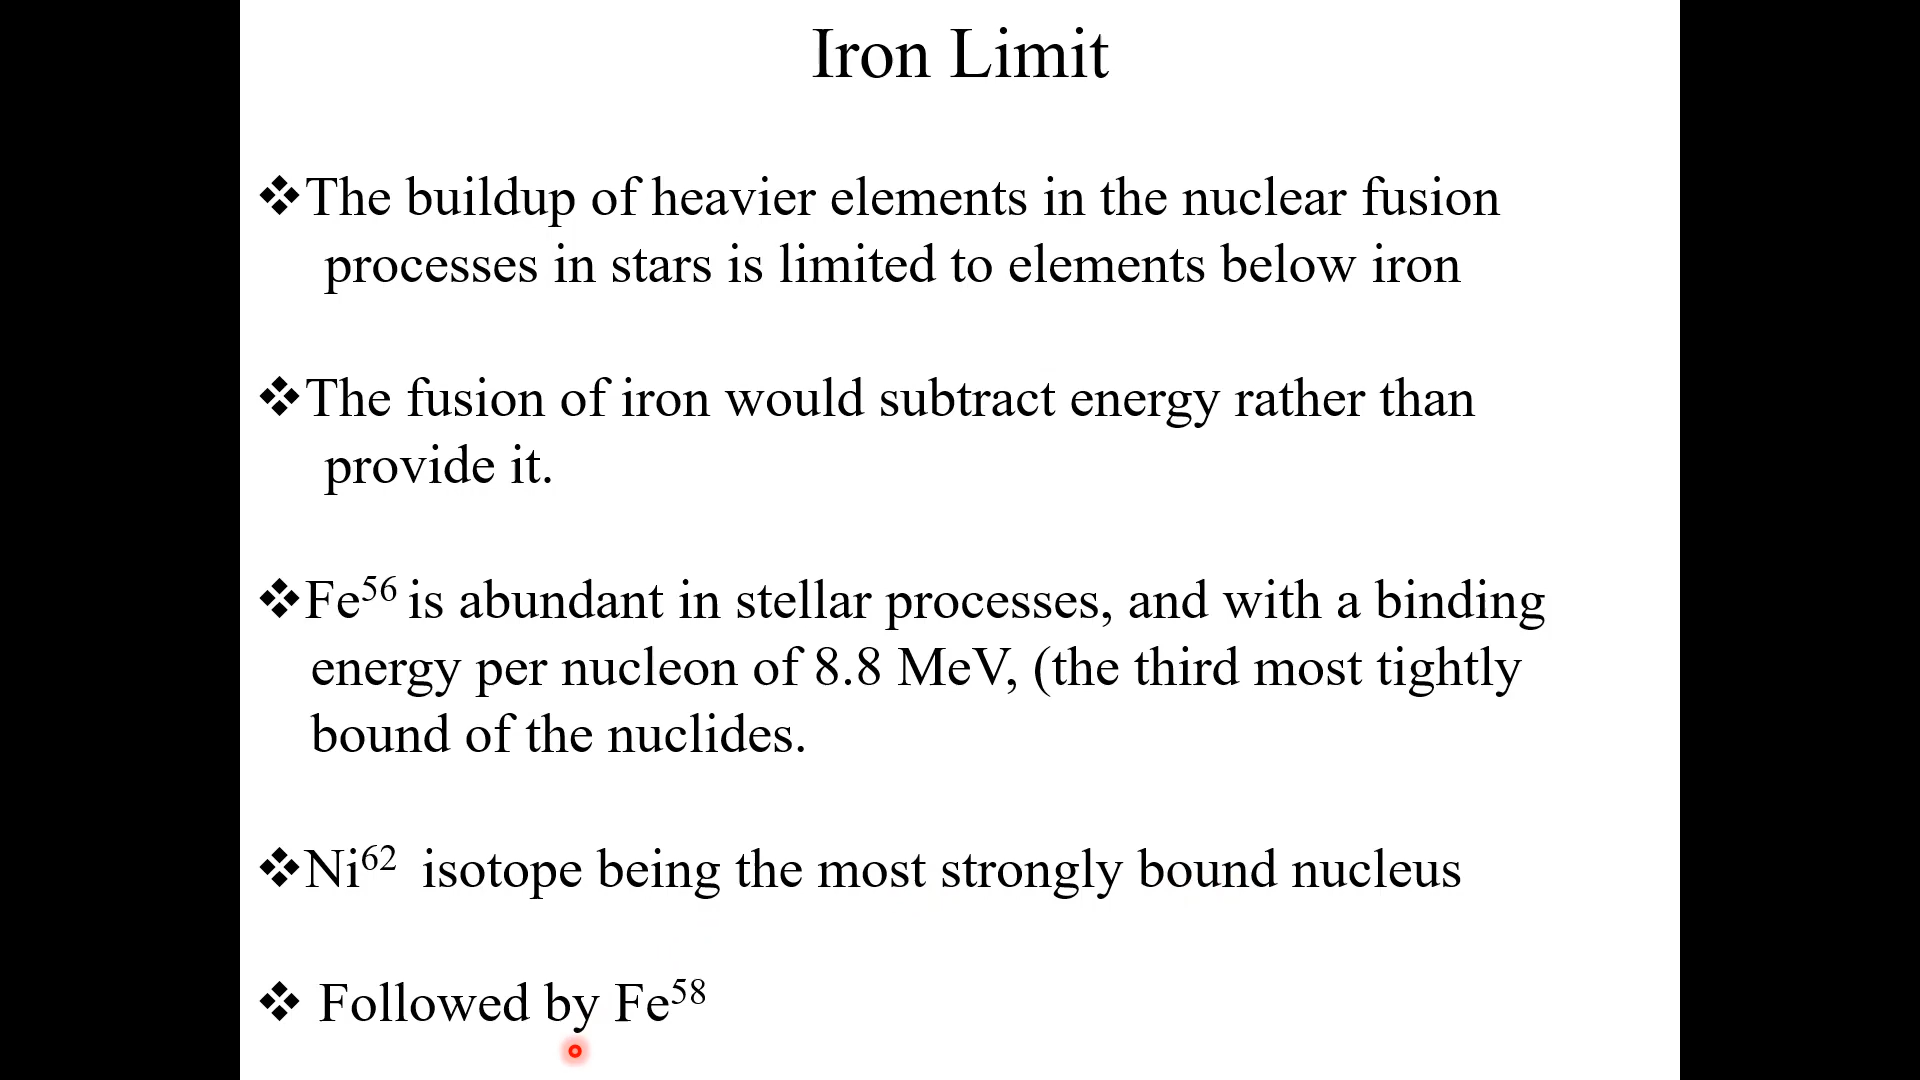 Iron Limit
❖The buildup of heavier elements in the nuclear fusion
processes in stars is limited to elements below iron
❖The fusion of iron would subtract energy rather than
provide it.
❖Fe⁵⁶ is abundant in stellar processes, and with a binding
energy per nucleon of 8.8 MeV, (the third most tightly
bound of the nuclides.
❖Ni⁶² isotope being the most strongly bound nucleus
❖ Followed by Fe⁵⁸